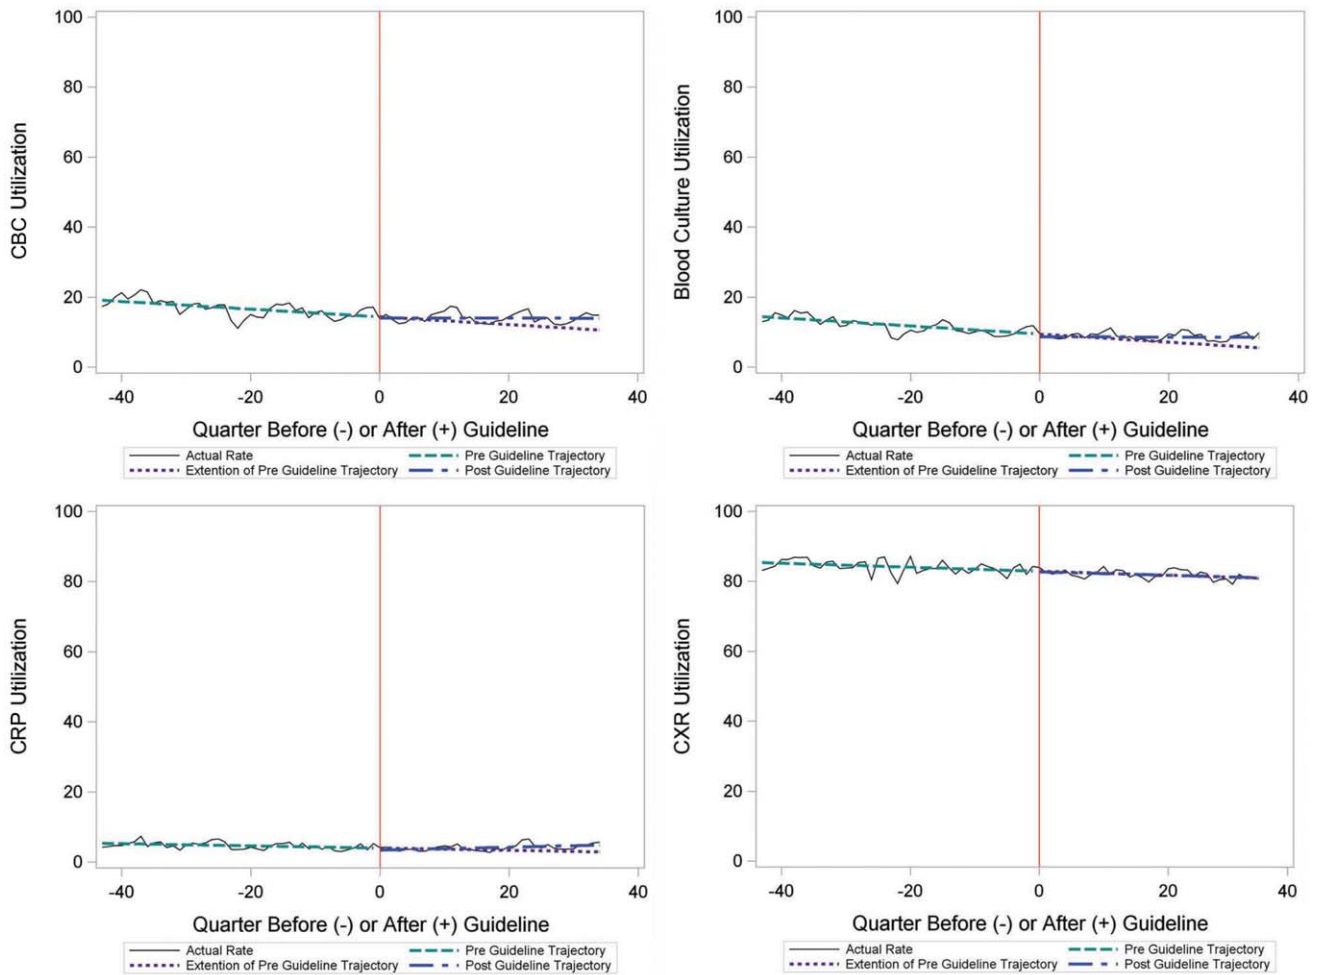 100
80
60
40
20
0
CBC Utilization
-40 -20 0 20 40
Quarter Before (-) or After (+) Guideline
Actual Rate Pre Guideline Trajectory
Extention of Pre Guideline Trajectory Post Guideline Trajectory
100
80
60
40
20
0
Blood Culture Utilization
-40 -20 0 20 40
Quarter Before (-) or After (+) Guideline
Actual Rate Pre Guideline Trajectory
Extention of Pre Guideline Trajectory Post Guideline Trajectory
100
80
60
40
20
0
CRP Utilization
-40 -20 0 20 40
Quarter Before (-) or After (+) Guideline
Actual Rate Pre Guideline Trajectory
Extention of Pre Guideline Trajectory Post Guideline Trajectory
100
80
60
40
20
0
CXR Utilization
-40 -20 0 20 40
Quarter Before (-) or After (+) Guideline
Actual Rate Pre Guideline Trajectory
Extention of Pre Guideline Trajectory Post Guideline Trajectory